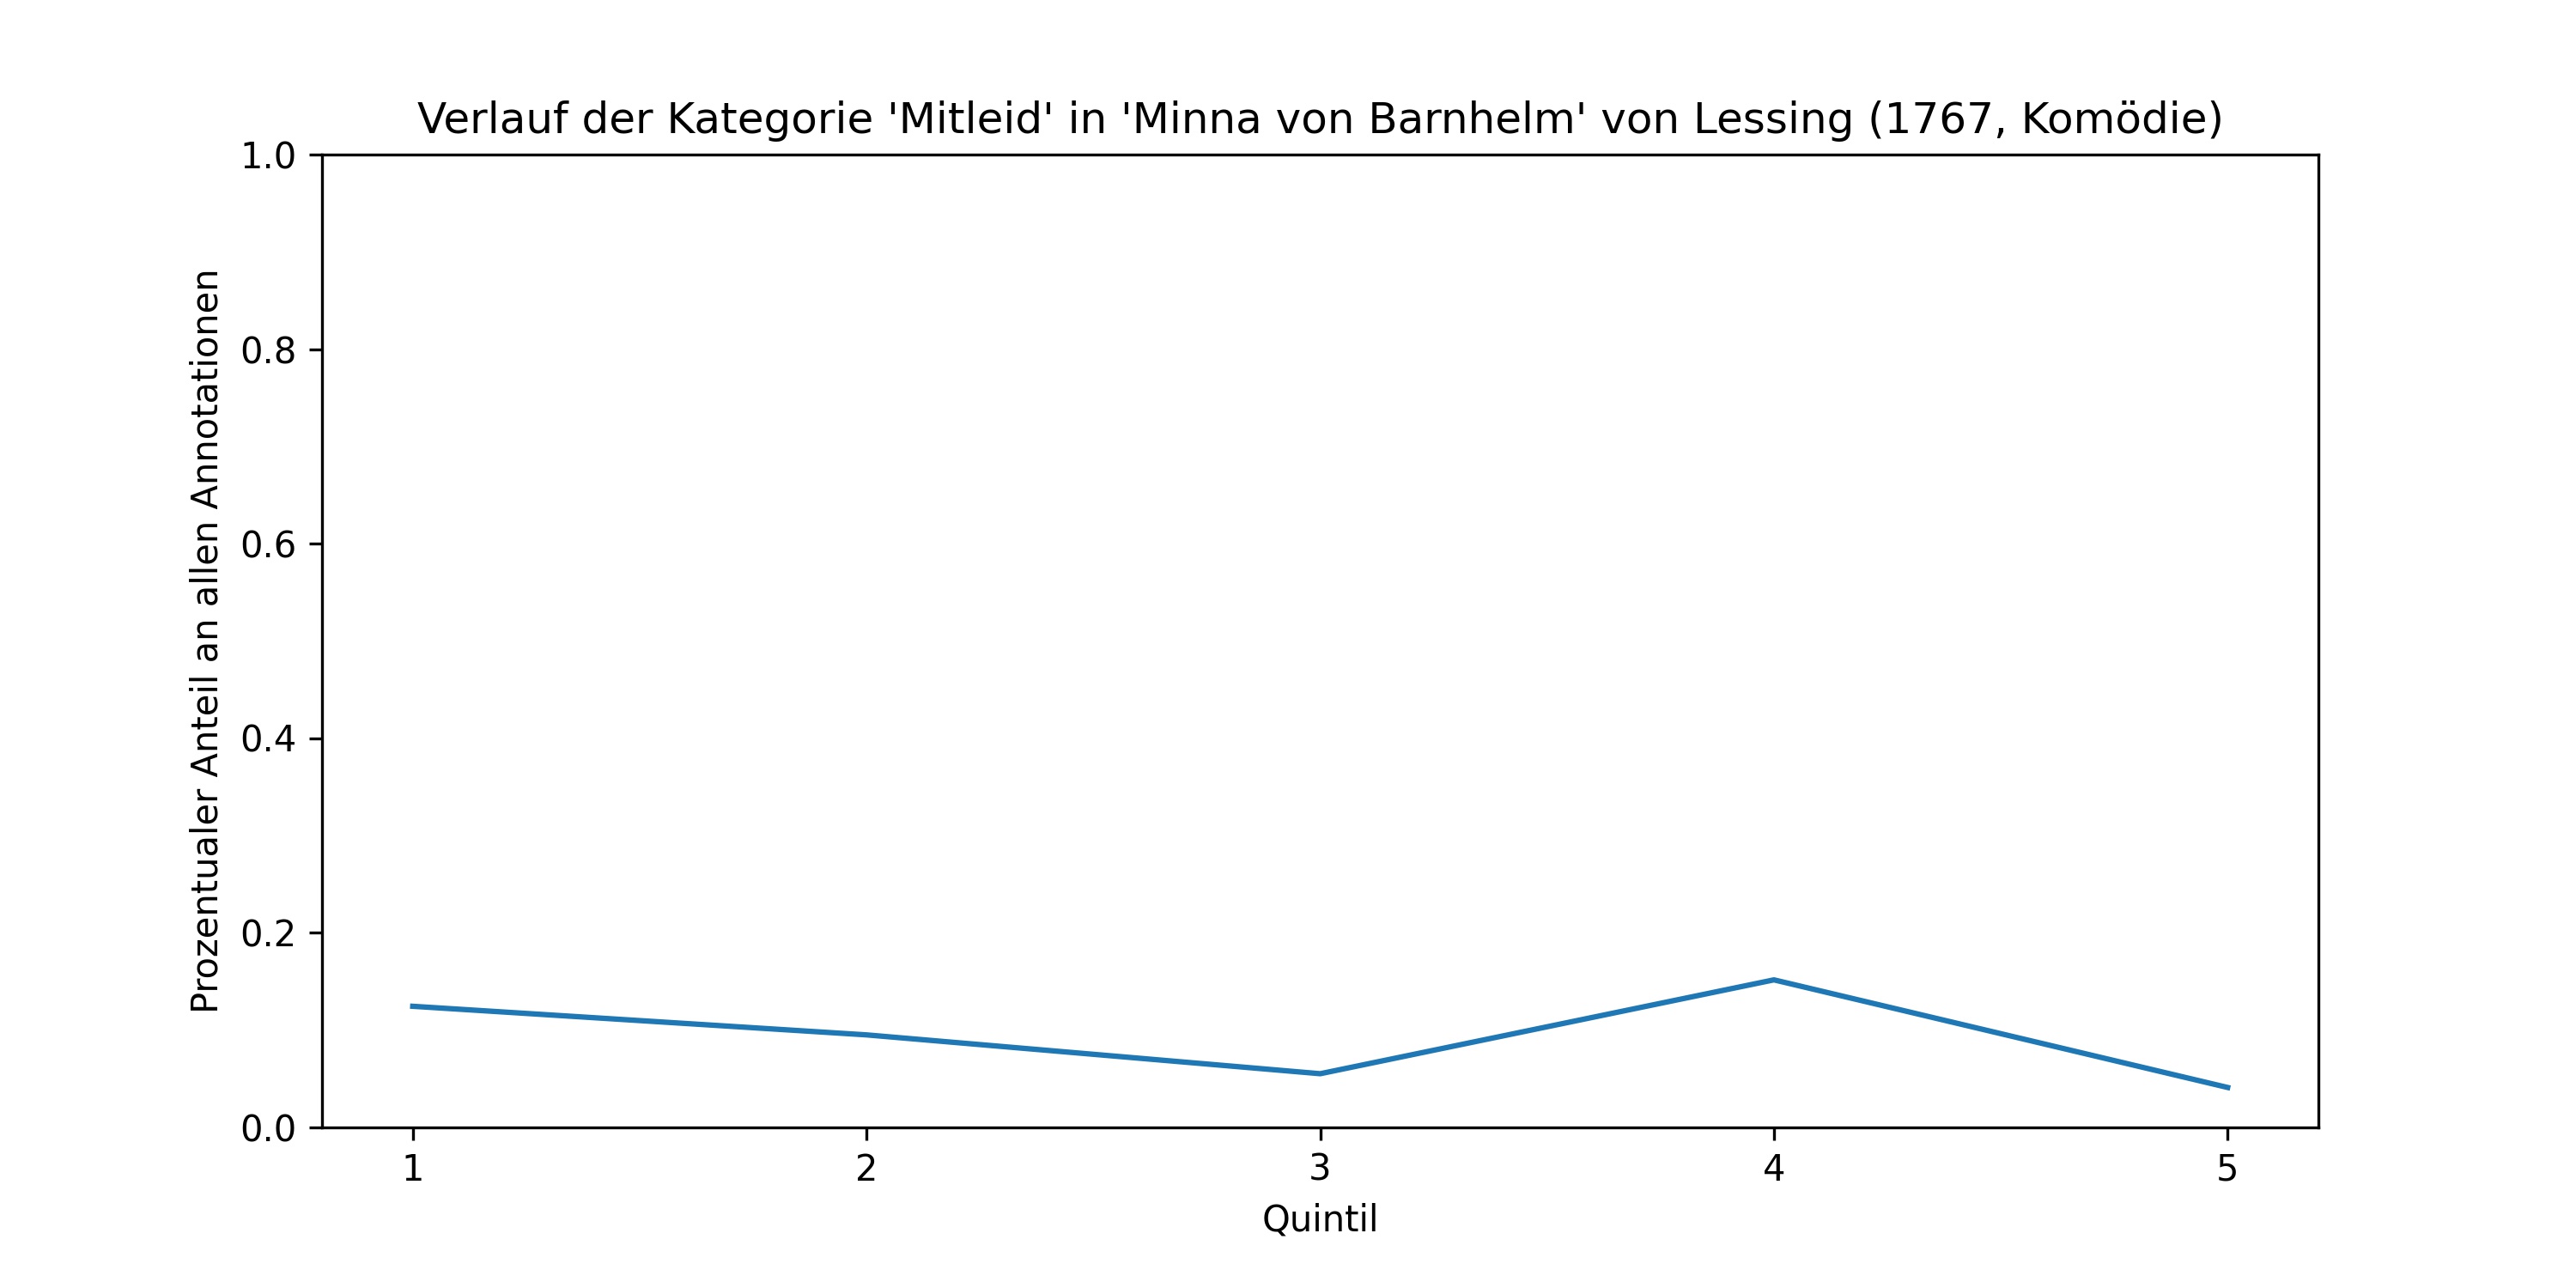 Verlauf der Kategorie 'Mitleid' in 'Minna von Barnhelm' von Lessing (1767, Komödie)
Prozentualer Anteil an allen Annotationen
1.0
0.8
0.6
0.4
0.2
0.0
1 2 3 4 5
Quintil